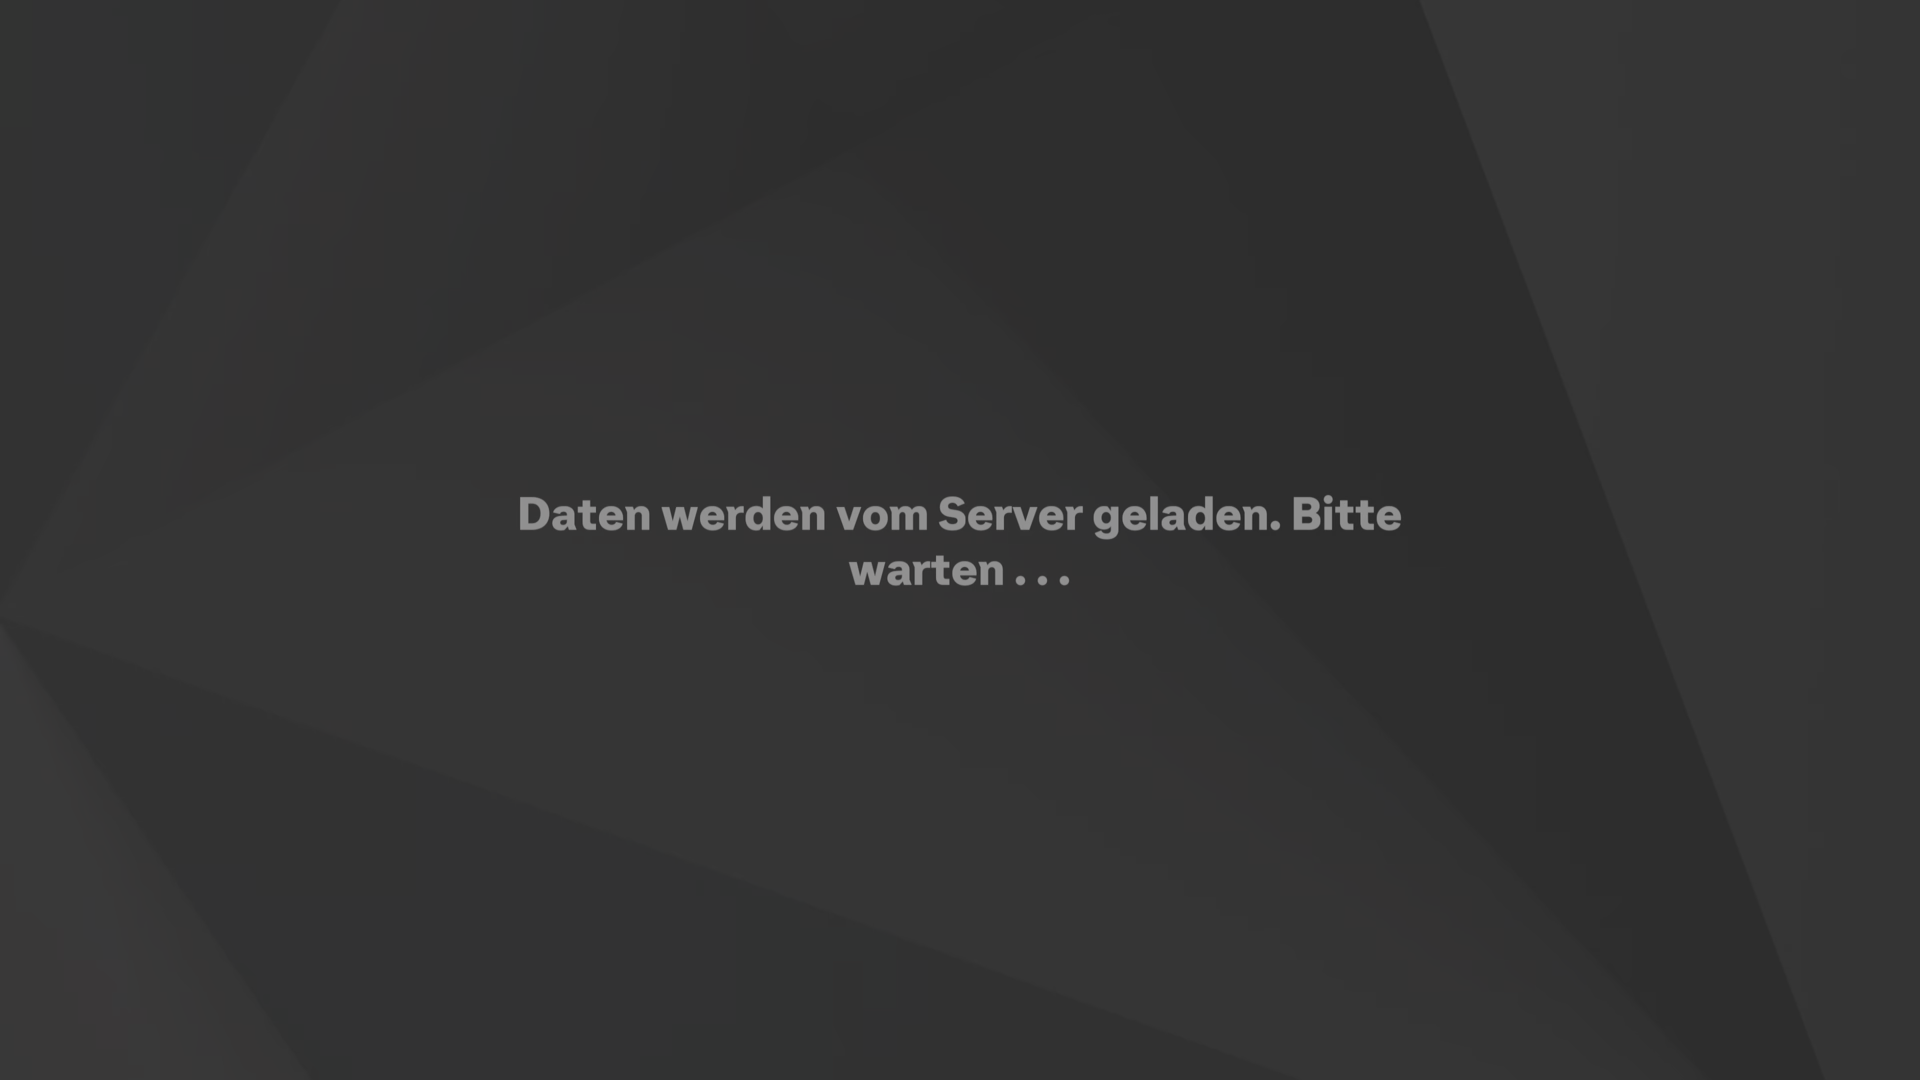 Daten werden vom Server geladen. Bitte
warten . . .